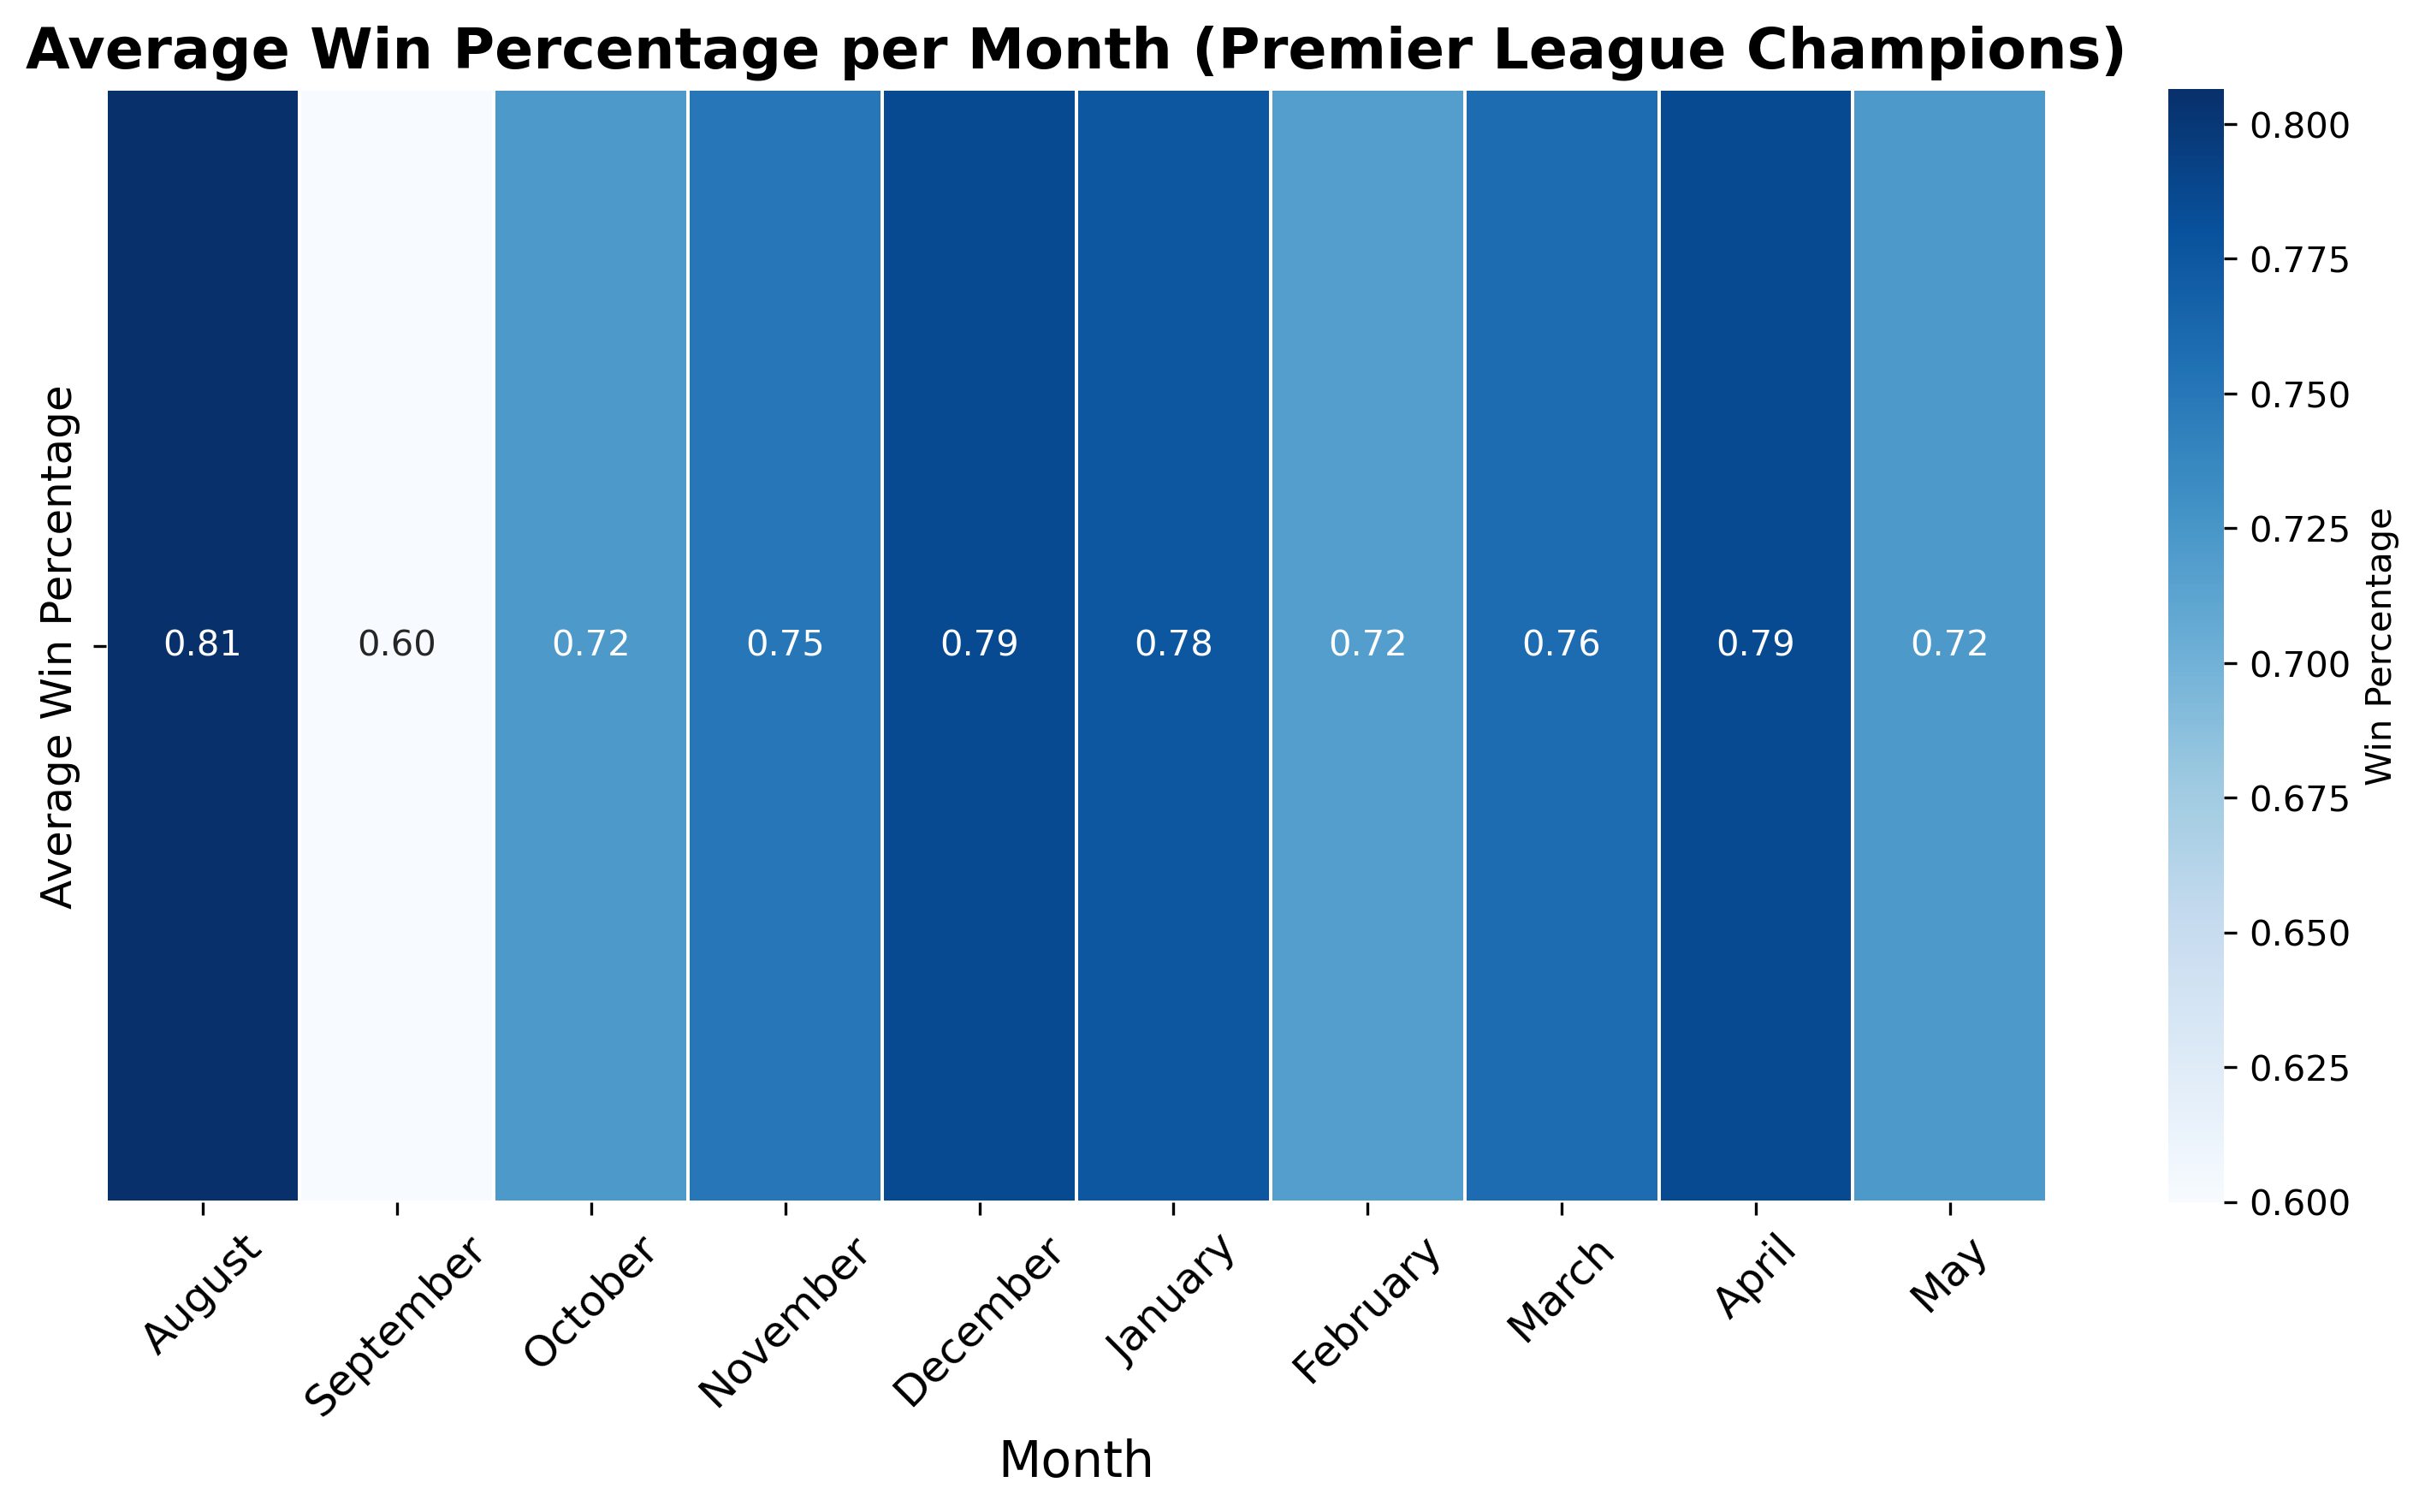 Average Win Percentage per Month (Premier League Champions)
Average Win Percentage
0.81 0.60 0.72 0.75 0.79 0.78 0.72 0.76 0.79 0.72
August September October November December January February March April May
Month
0.800
0.775
0.750
0.725
0.700
0.675
0.650
0.625
0.600
Win Percentage